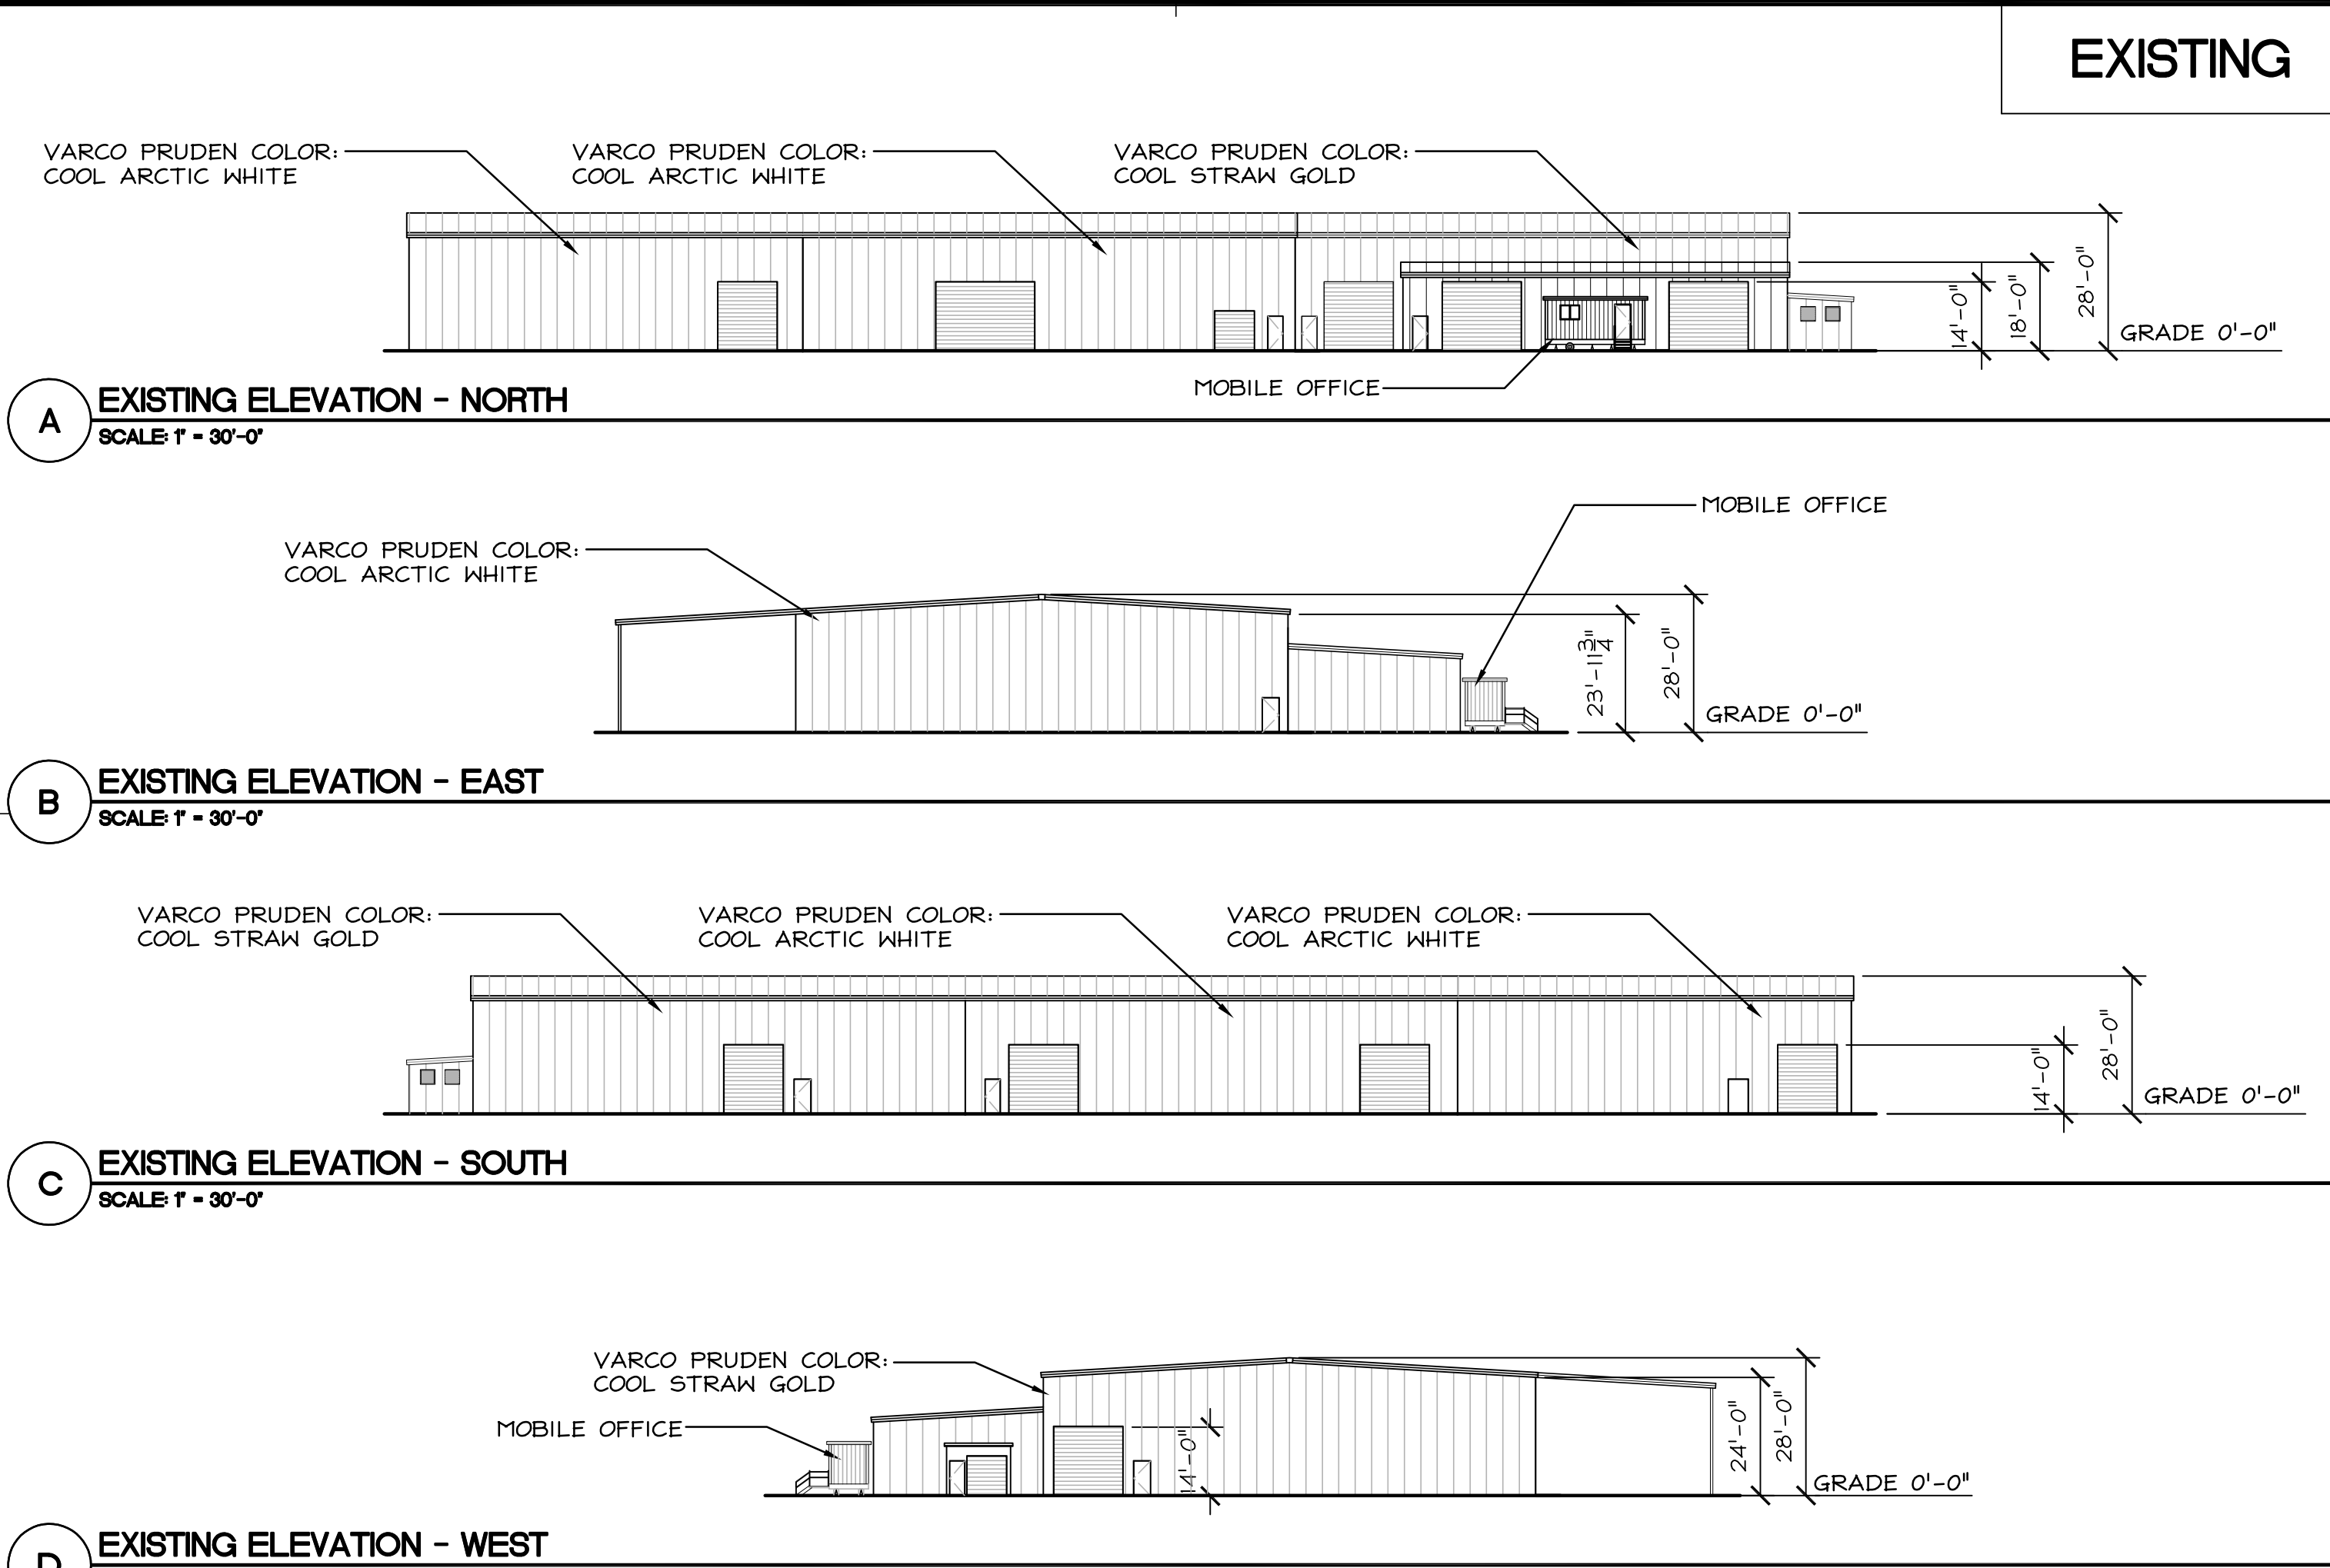 EXISTING
VARCO PRUDEN COLOR:
COOL ARCTIC WHITE
VARCO PRUDEN COLOR:
COOL ARCTIC WHITE
VARCO PRUDEN COLOR:
COOL STRAW GOLD
14'-0"
18'-0"
28'-0"
GRADE 0'-0"
MOBILE OFFICE
A
EXISTING ELEVATION - NORTH
SCALE: 1" = 30'-0"
MOBILE OFFICE
VARCO PRUDEN COLOR:
COOL ARCTIC WHITE
23'-11 3/4"
28'-0"
GRADE 0'-0"
B
EXISTING ELEVATION - EAST
SCALE: 1" = 30'-0"
VARCO PRUDEN COLOR:
COOL STRAW GOLD
VARCO PRUDEN COLOR:
COOL ARCTIC WHITE
VARCO PRUDEN COLOR:
COOL ARCTIC WHITE
14'-0"
28'-0"
GRADE 0'-0"
C
EXISTING ELEVATION - SOUTH
SCALE: 1" = 30'-0"
VARCO PRUDEN COLOR:
COOL STRAW GOLD
MOBILE OFFICE
14'-0"
24'-0"
28'-0"
GRADE 0'-0"
D
EXISTING ELEVATION - WEST